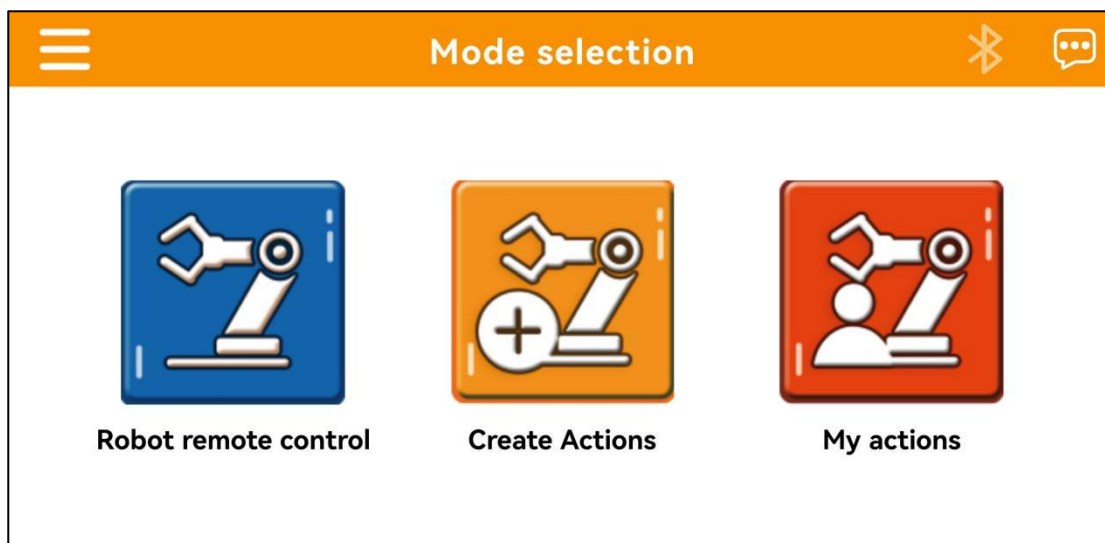 Mode selection
Robot remote control
Create Actions
My actions